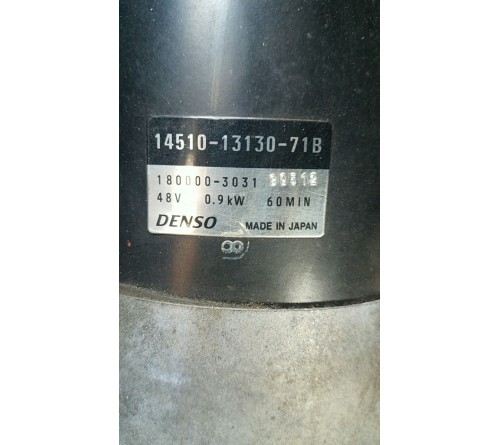 14510-13130-71B
180000-3031
48V 0.9kW 60MIN
DENSO MADE IN JAPAN